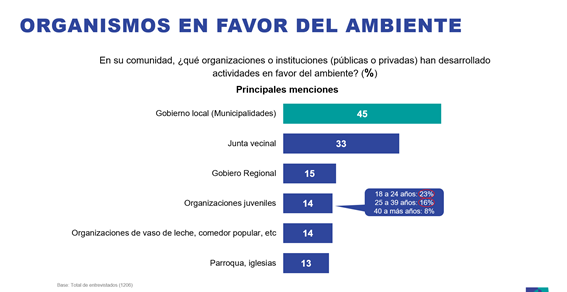 ORGANISMOS EN FAVOR DEL AMBIENTE
En su comunidad, ¿qué organizaciones o instituciones (públicas o privadas) han desarrollado
actividades en favor del ambiente? (%)
Principales menciones
Gobierno local (Municipalidades)
45
Junta vecinal
33
Gobiero Regional
15
Organizaciones juveniles
14
18 a 24 años: 23%
25 a 39 años: 16%
40 a más años: 8%
Organizaciones de vaso de leche, comedor popular, etc
14
Parroqua, iglesias
13
Base: Total de entrevistados (1206)